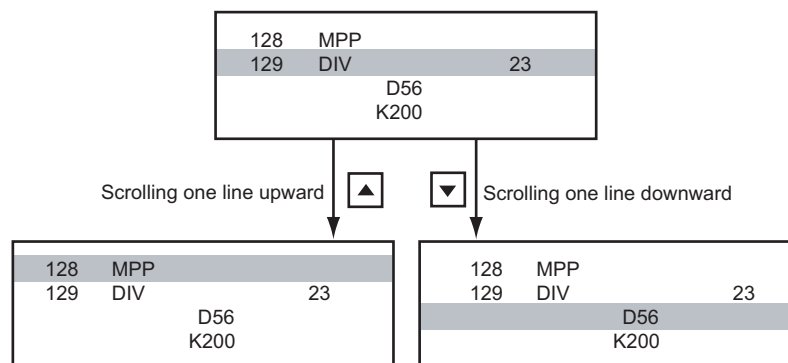 128 MPP
129 DIV 23
D56
K200
Scrolling one line upward
Scrolling one line downward
128 MPP
129 DIV 23
D56
K200
128 MPP
129 DIV 23
D56
K200